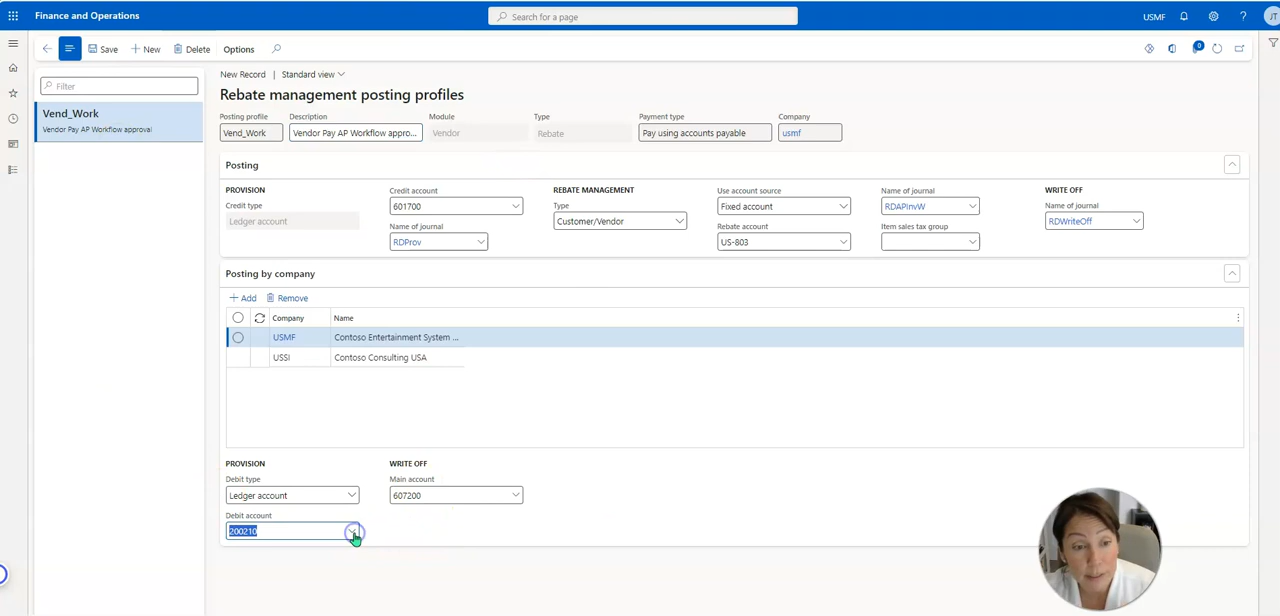 Finance and Operations
Search for a page
USMF
?
JT
Save
New
Delete
Options
0
Filter
Vend_Work
Vendor Pay AP Workflow approval
New Record | Standard view
Rebate management posting profiles
Posting profile
Description
Module
Type
Payment type
Company
Vend_Work
Vendor Pay AP Workflow appro...
Vendor
Rebate
Pay using accounts payable
usmf
Posting
PROVISION
Credit type
Ledger account
Credit account
601700
Name of journal
RDProv
REBATE MANAGEMENT
Type
Customer/Vendor
Use account source
Fixed account
Rebate account
US-803
Name of journal
RDAPInvW
Item sales tax group
WRITE OFF
Name of journal
RDWriteOff
Posting by company
+ Add
Remove
Company
Name
USMF
Contoso Entertainment System ...
USSI
Contoso Consulting USA
PROVISION
Debit type
Ledger account
Debit account
200210
WRITE OFF
Main account
607200